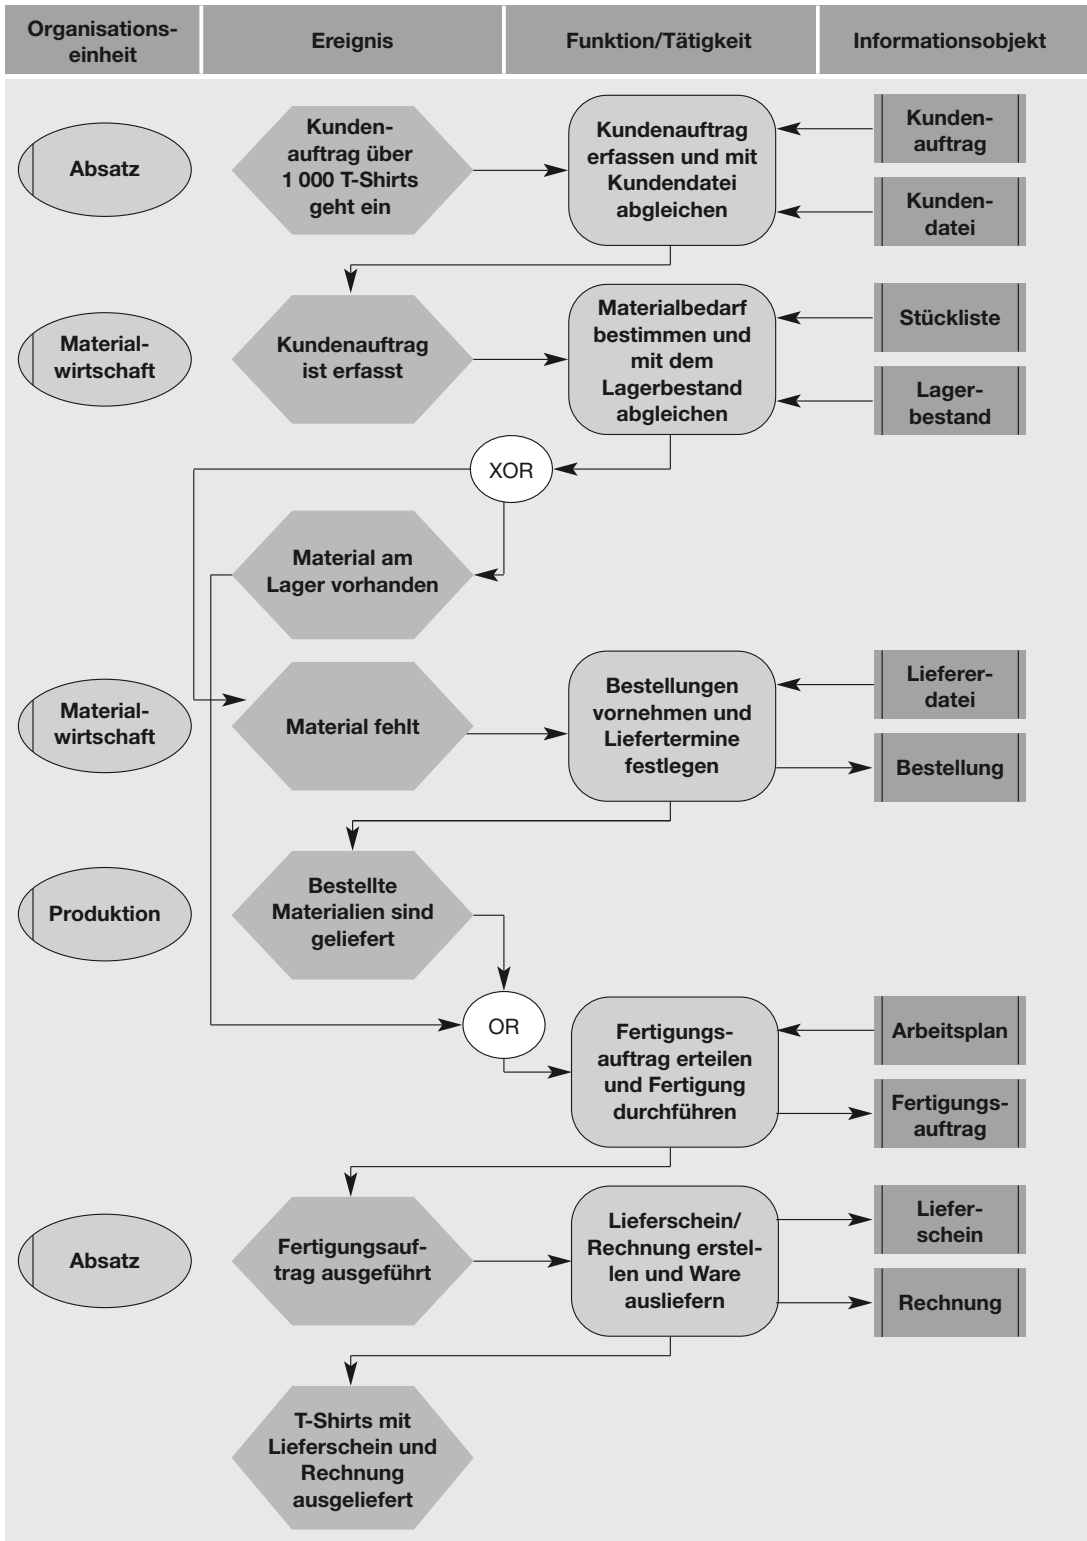 Organisations-
einheit
Ereignis
Funktion/Tätigkeit
Informationsobjekt
Absatz
Kunden-
auftrag über
1 000 T-Shirts
geht ein
Kundenauftrag
erfassen und mit
Kundendatei
abgleichen
Kunden-
auftrag
Kunden-
datei
Material-
wirtschaft
Kundenauftrag
ist erfasst
Materialbedarf
bestimmen und
mit dem
Lagerbestand
abgleichen
Stückliste
Lager-
bestand
XOR
Material am
Lager vorhanden
Material-
wirtschaft
Material fehlt
Bestellungen
vornehmen und
Liefertermine
festlegen
Lieferer-
datei
Bestellung
Produktion
Bestellte
Materialien sind
geliefert
OR
Fertigungs-
auftrag erteilen
und Fertigung
durchführen
Arbeitsplan
Fertigungs-
auftrag
Absatz
Fertigungsauf-
trag ausgeführt
Lieferschein/
Rechnung erstel-
len und Ware
ausliefern
Liefer-
schein
Rechnung
T-Shirts mit
Lieferschein und
Rechnung
ausgeliefert